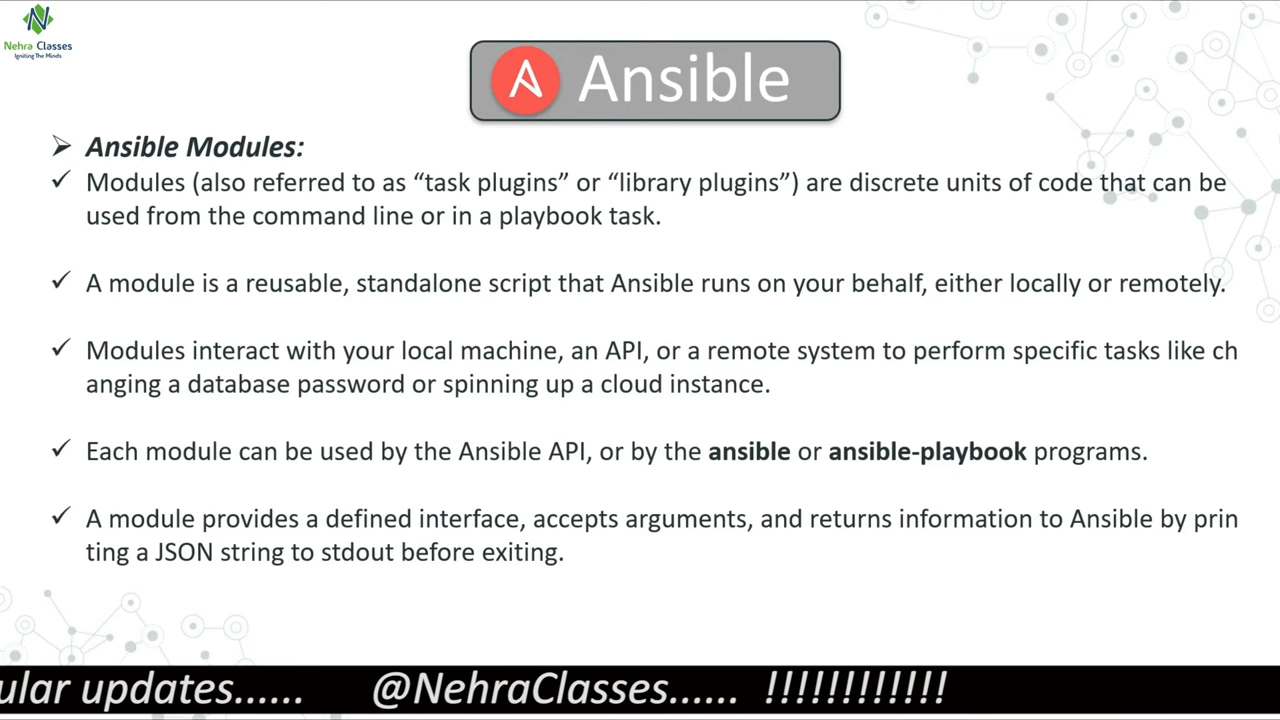 Nehra Classes
Igniting The Minds
Ansible
Ansible Modules:
Modules (also referred to as “task plugins” or “library plugins”) are discrete units of code that can be
used from the command line or in a playbook task.
A module is a reusable, standalone script that Ansible runs on your behalf, either locally or remotely.
Modules interact with your local machine, an API, or a remote system to perform specific tasks like ch
anging a database password or spinning up a cloud instance.
Each module can be used by the Ansible API, or by the ansible or ansible-playbook programs.
A module provides a defined interface, accepts arguments, and returns information to Ansible by prin
ting a JSON string to stdout before exiting.
ular updates...... @NehraClasses...... !!!!!!!!!!!!